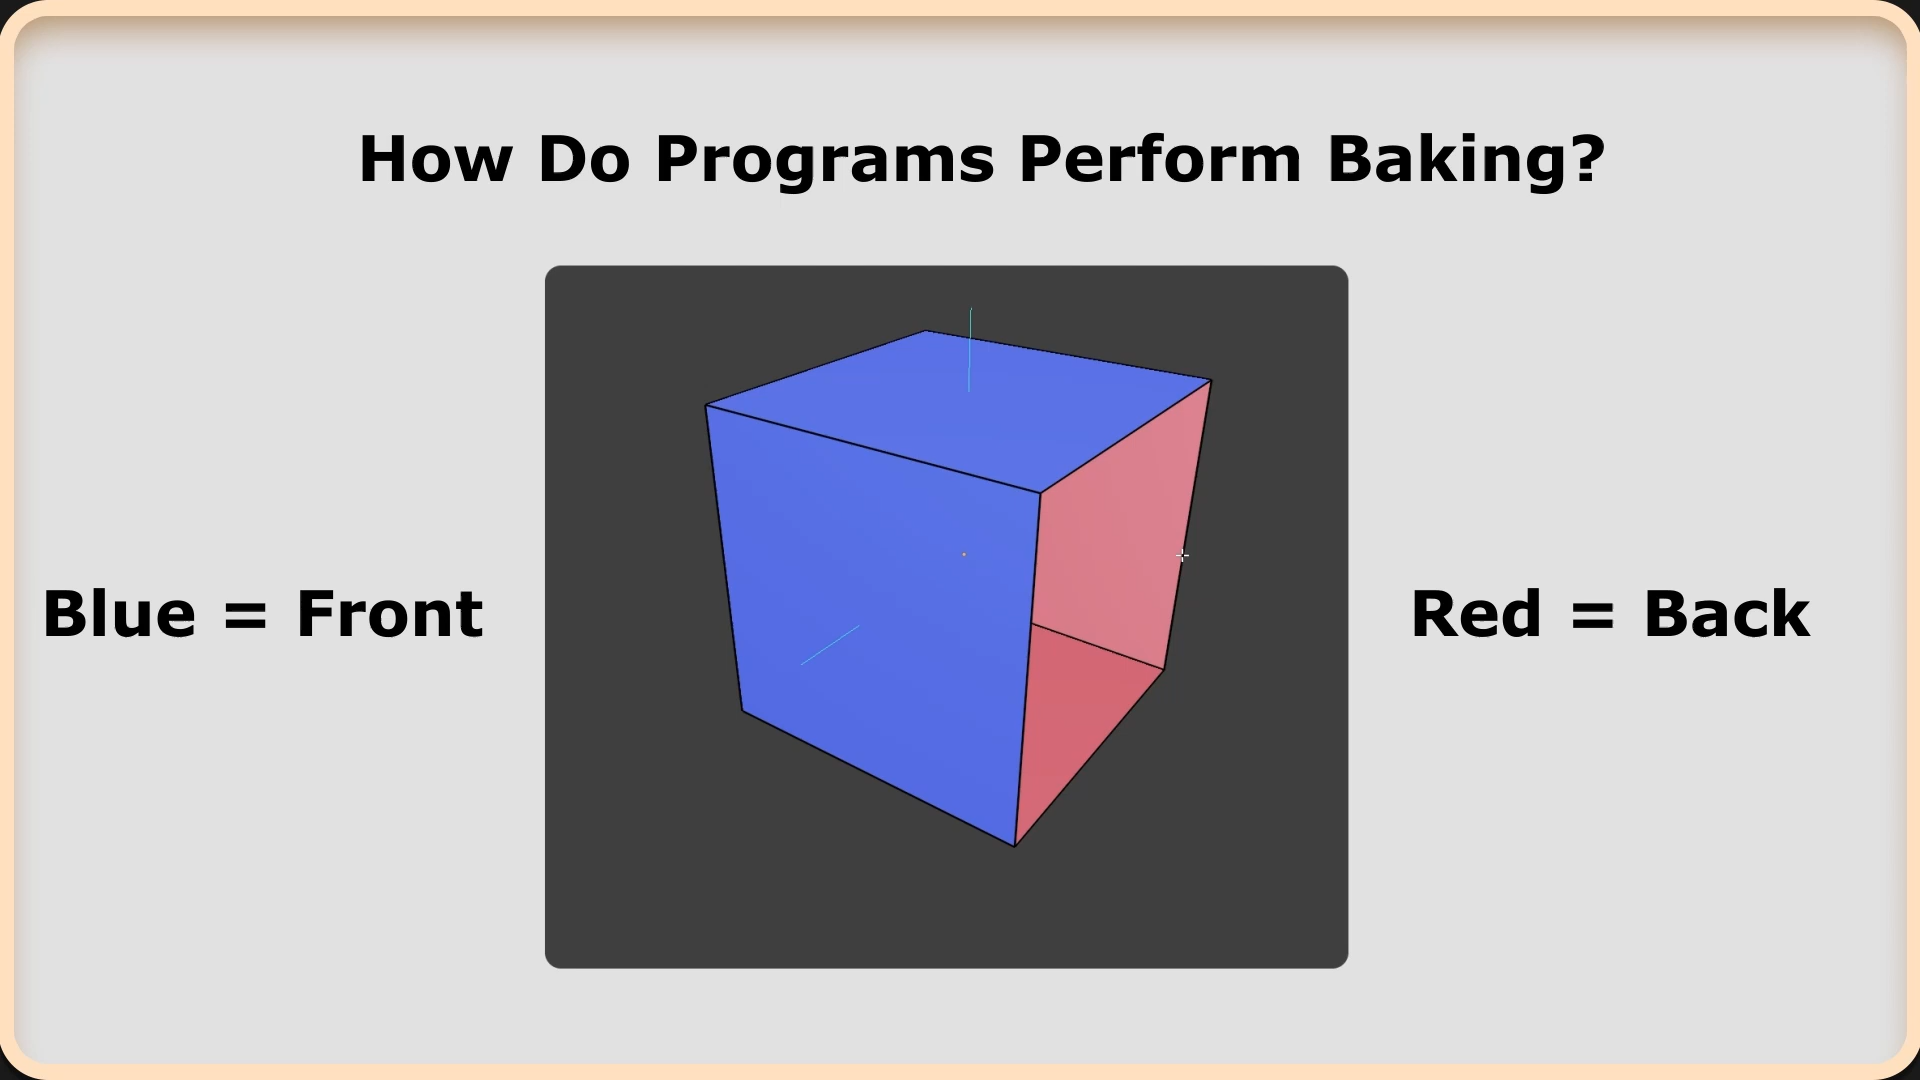 How Do Programs Perform Baking?
Blue = Front
Red = Back